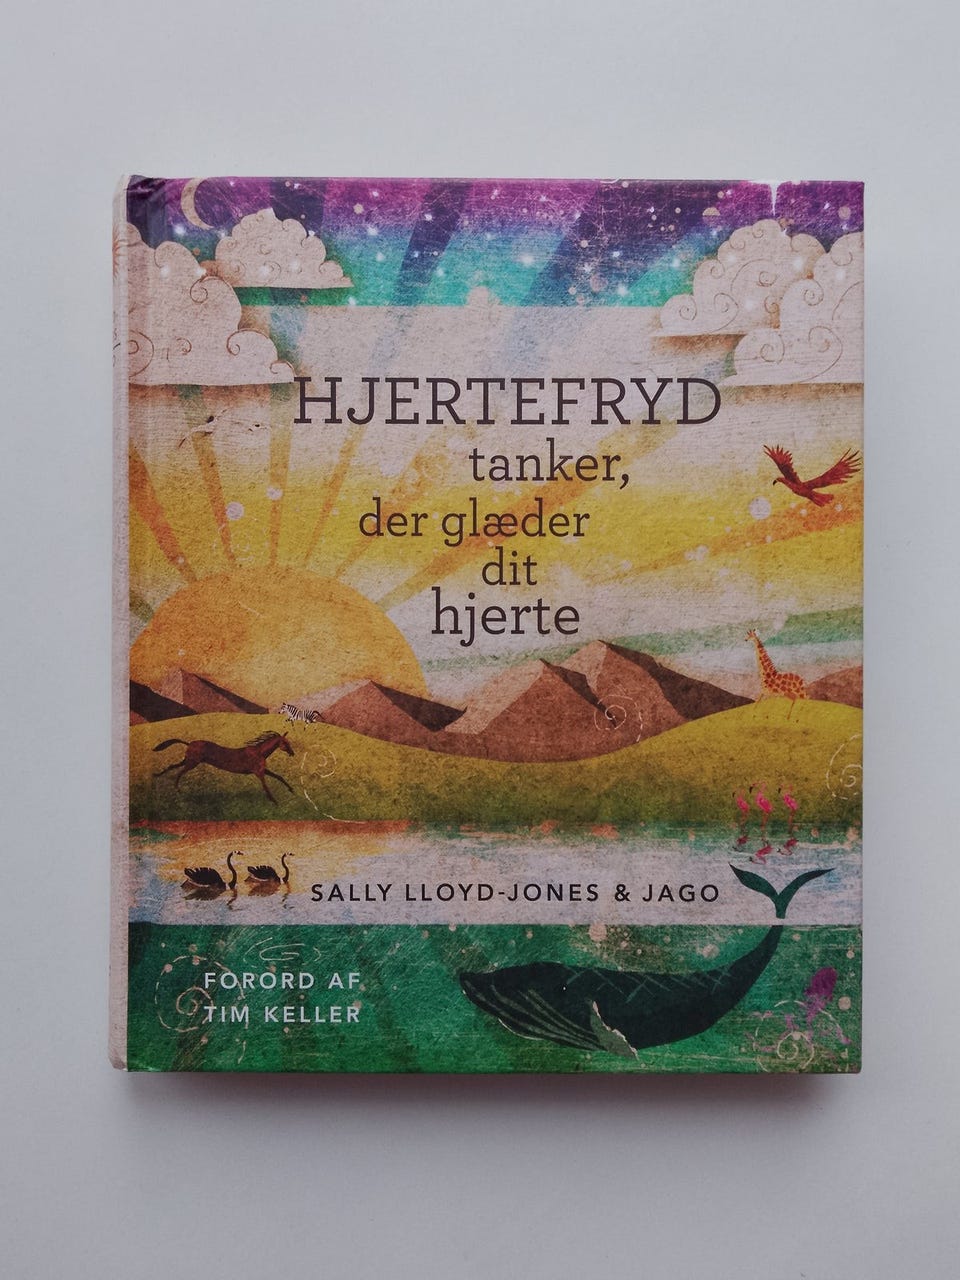 HJERTEFRYD
tanker,
der glæder
dit
hjerte
SALLY LLOYD-JONES & JAGO
FORORD AF
TIM KELLER